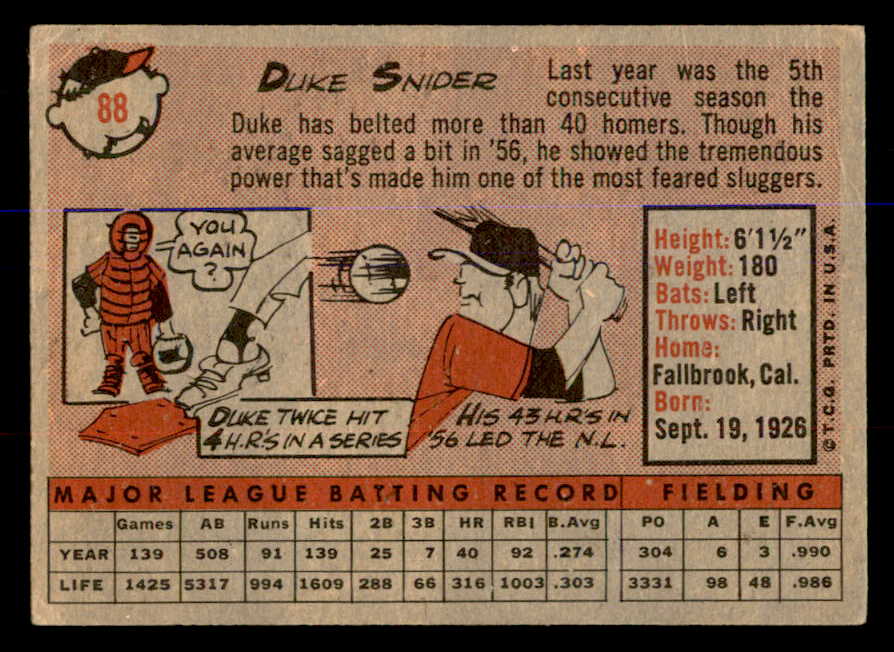 88
DUKE SNIDER
Last year was the 5th
consecutive season the
Duke has belted more than 40 homers. Though his
average sagged a bit in '56, he showed the tremendous
power that's made him one of the most feared sluggers.
YOU
AGAIN
?
DUKE TWICE HIT
4 H.R.'S IN A SERIES
HIS 43 H.R.'S IN
'56 LED THE N.L.
Height: 6'1½"
Weight: 180
Bats: Left
Throws: Right
Home:
Fallbrook, Cal.
Born:
Sept. 19, 1926
© T.C.G. PRTD. IN U.S.A.
MAJOR LEAGUE BATTING RECORD FIELDING
Games AB Runs Hits 2B 3B HR RBI B.Avg PO A E F.Avg
YEAR 139 508 91 139 25 7 40 92 .274 304 6 3 .990
LIFE 1425 5317 994 1609 288 66 316 1003 .303 3331 98 48 .986